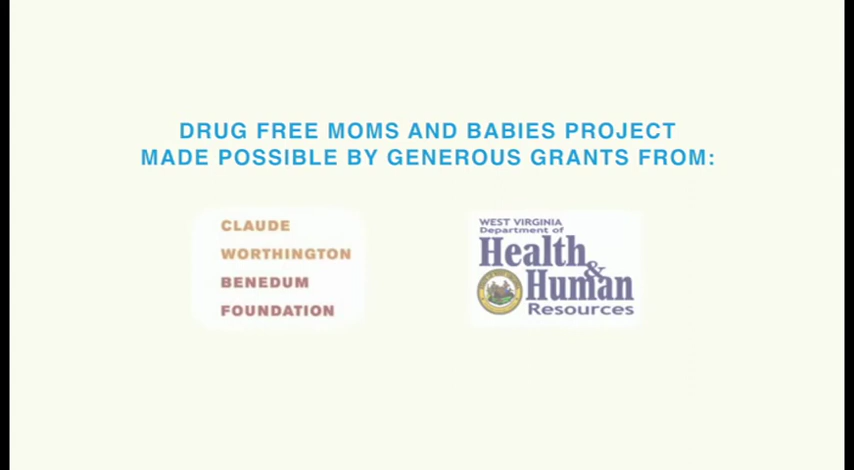 DRUG FREE MOMS AND BABIES PROJECT
MADE POSSIBLE BY GENEROUS GRANTS FROM:
CLAUDE
WORTHINGTON
BENEDUM
FOUNDATION
WEST VIRGINIA
Department of
Health
&
Human
Resources